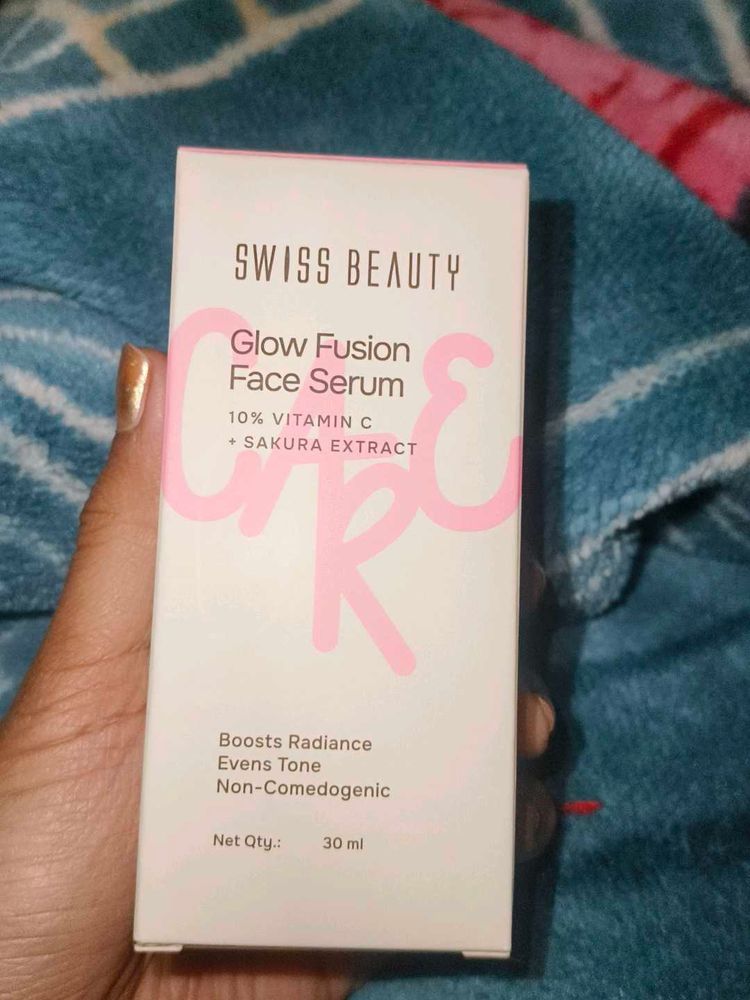 SWISS BEAUTY
CARE
Glow Fusion
Face Serum
10% VITAMIN C
+ SAKURA EXTRACT
Boosts Radiance
Evens Tone
Non-Comedogenic
Net Qty.: 30 ml